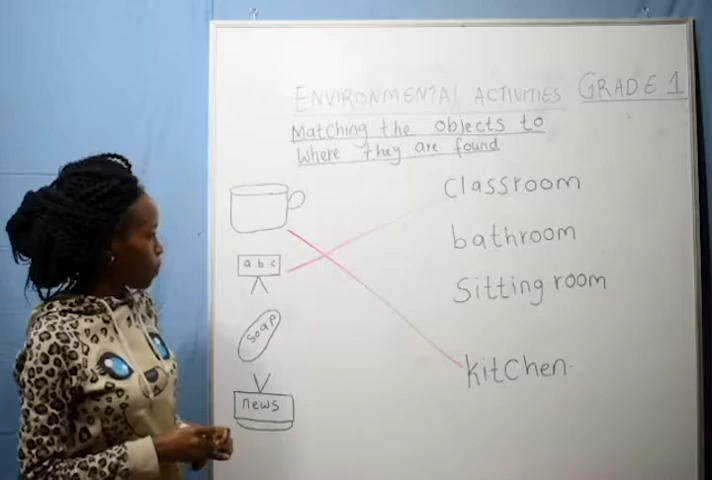 ENVIRONMENTAL ACTIVITIES GRADE 1
Matching the objects to
Where they are found
classroom
a b c
bathroom
soap
Sitting room
news
kitchen